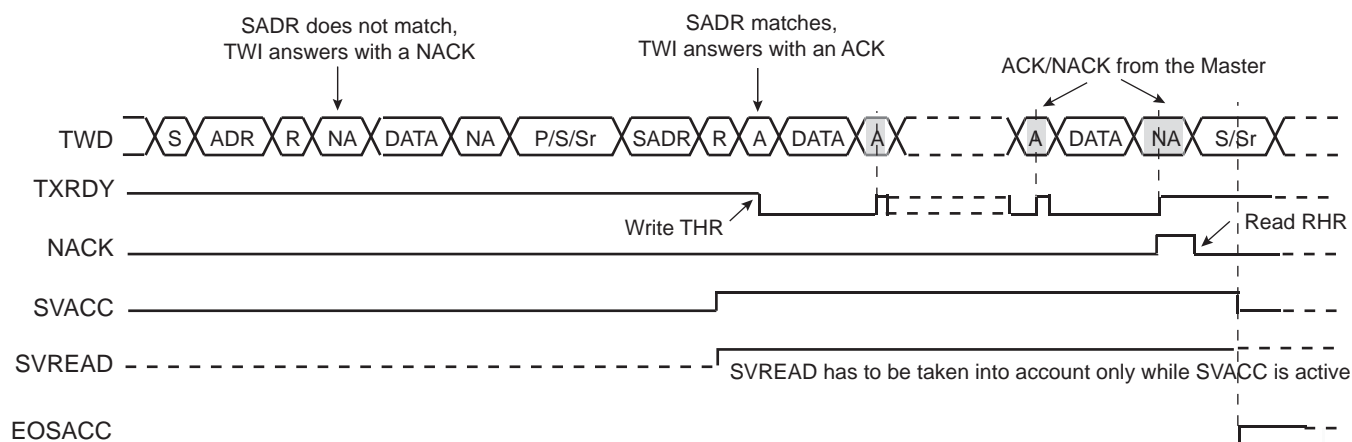 SADR does not match,
TWI answers with a NACK
SADR matches,
TWI answers with an ACK
ACK/NACK from the Master
TWD
S ADR R NA DATA NA P/S/Sr SADR R A DATA A A DATA NA S/Sr
TXRDY
Write THR
Read RHR
NACK
SVACC
SVREAD
SVREAD has to be taken into account only while SVACC is active
EOSACC